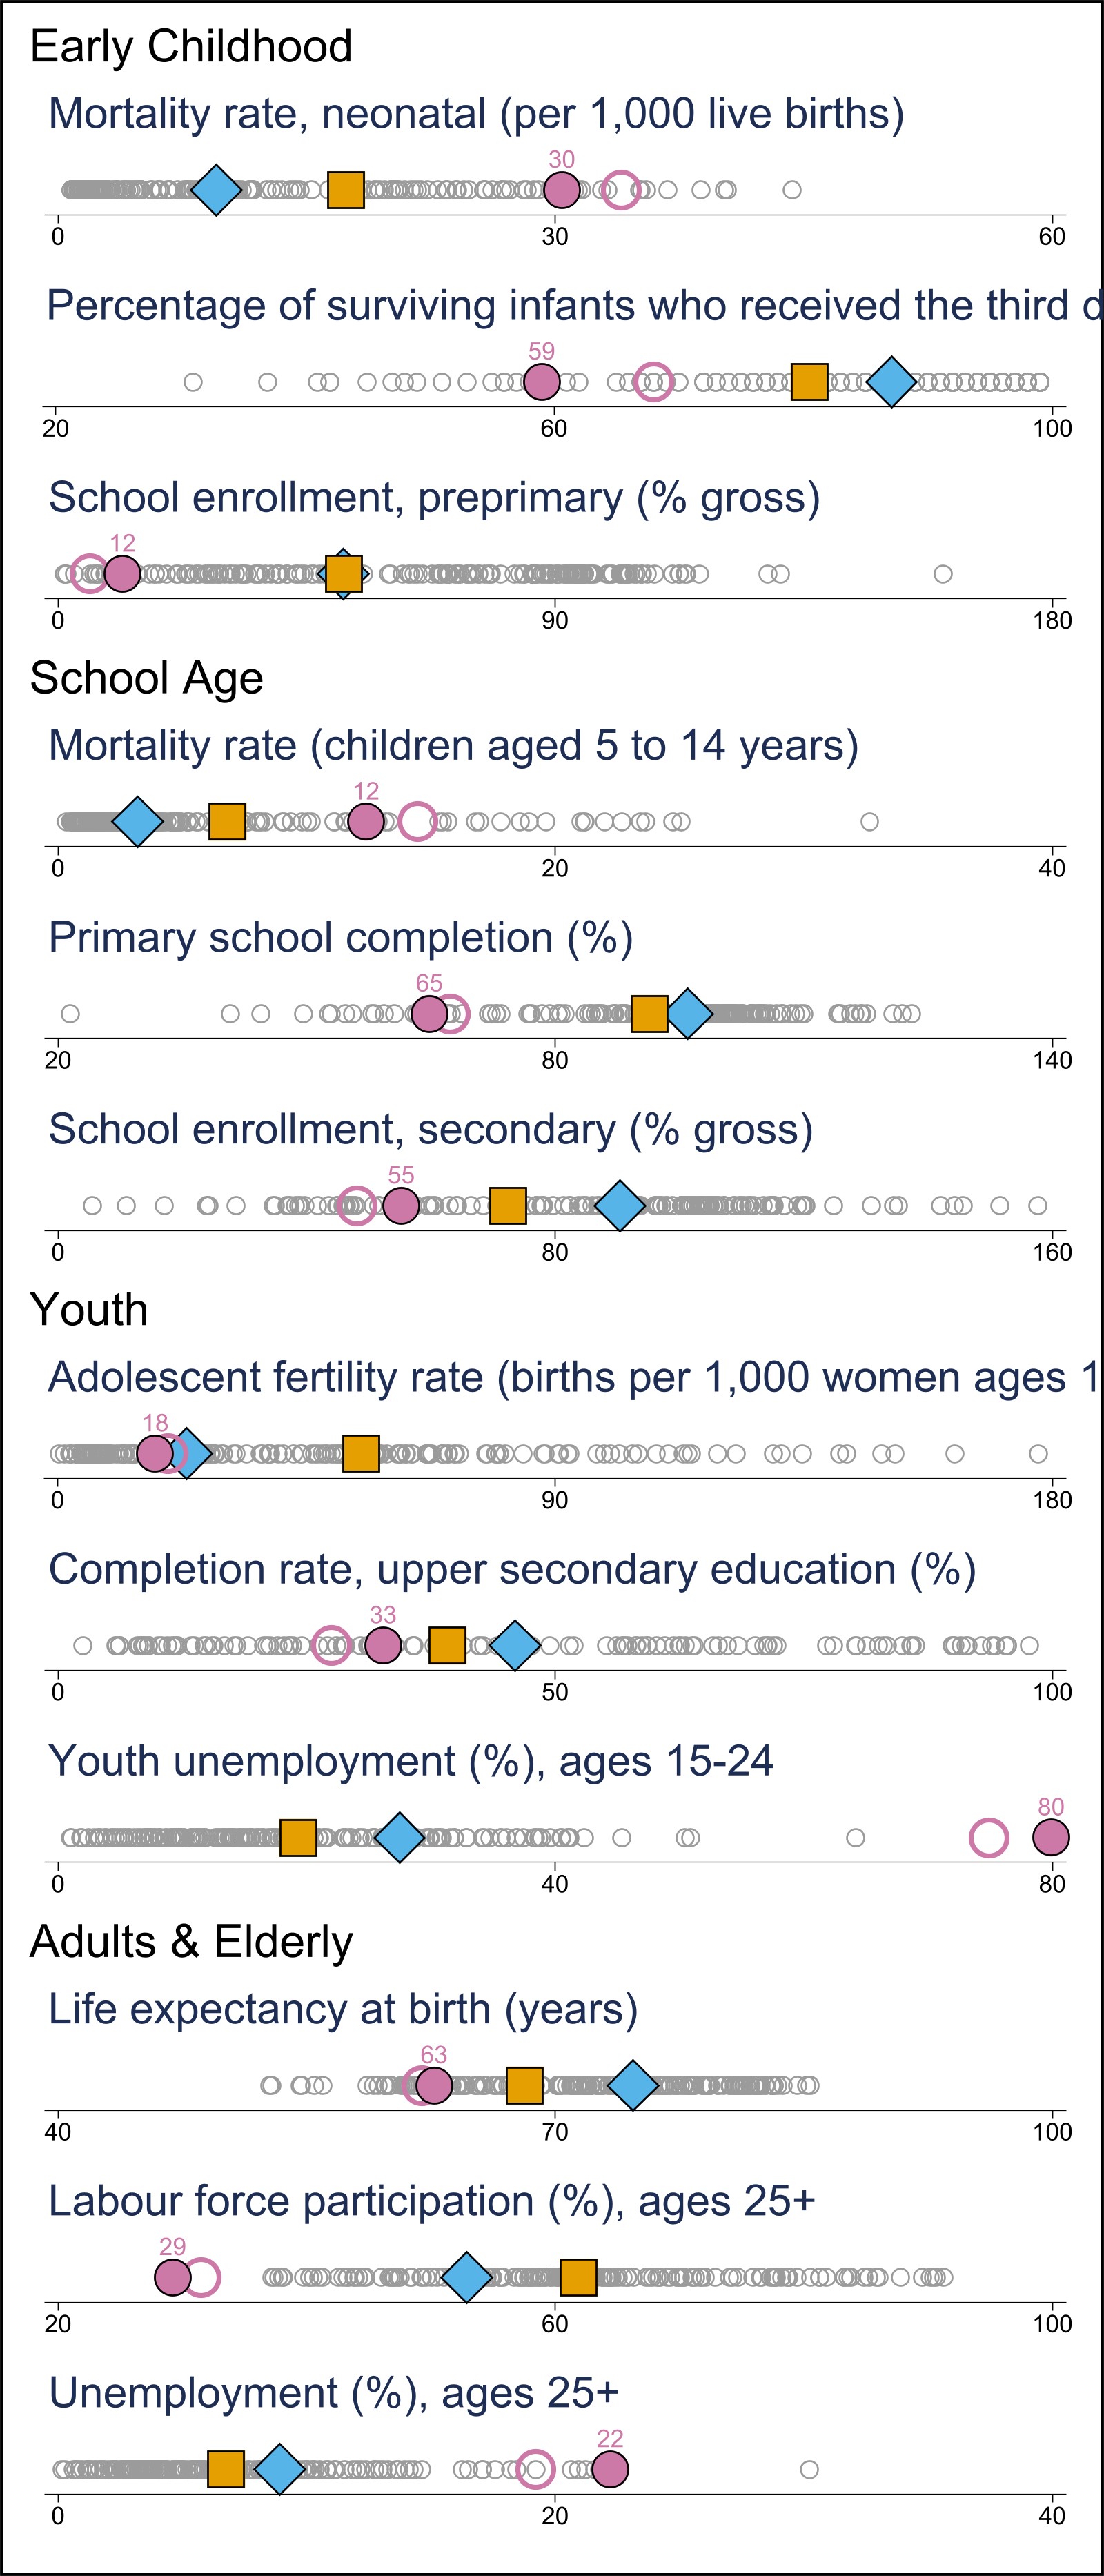 Early Childhood
Mortality rate, neonatal (per 1,000 live births)
30
0 30 60
Percentage of surviving infants who received the third d
59
20 60 100
School enrollment, preprimary (% gross)
12
0 90 180
School Age
Mortality rate (children aged 5 to 14 years)
12
0 20 40
Primary school completion (%)
65
20 80 140
School enrollment, secondary (% gross)
55
0 80 160
Youth
Adolescent fertility rate (births per 1,000 women ages 1
18
0 90 180
Completion rate, upper secondary education (%)
33
0 50 100
Youth unemployment (%), ages 15-24
80
0 40 80
Adults & Elderly
Life expectancy at birth (years)
63
40 70 100
Labour force participation (%), ages 25+
29
20 60 100
Unemployment (%), ages 25+
22
0 20 40